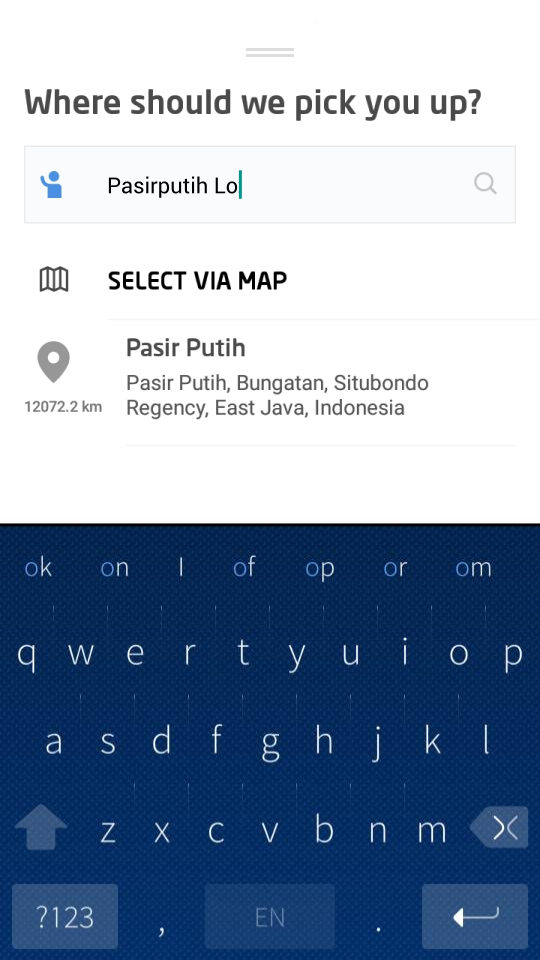 Where should we pick you up?
Pasirputih Lo
SELECT VIA MAP
Pasir Putih
Pasir Putih, Bungatan, Situbondo
12072.2 km Regency, East Java, Indonesia
ok on I of op or om
q w e r t y u i o p
a s d f g h j k l
z x c v b n m
?123 , EN .